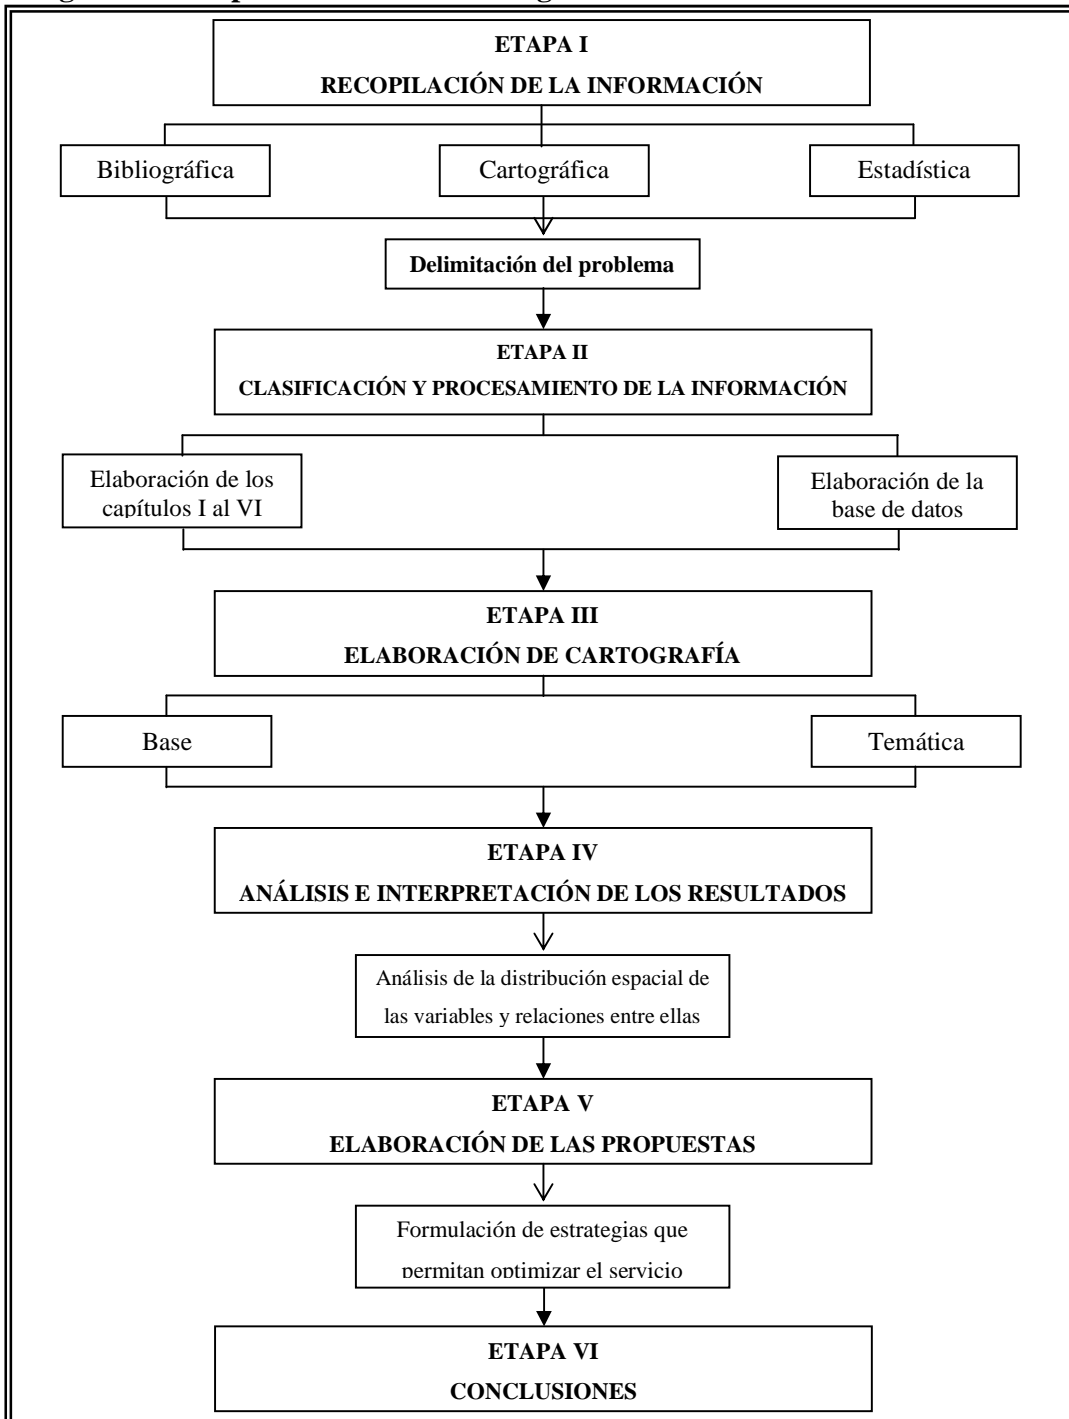 ETAPA I
RECOPILACIÓN DE LA INFORMACIÓN
Bibliográfica
Cartográfica
Estadística
Delimitación del problema
ETAPA II
CLASIFICACIÓN Y PROCESAMIENTO DE LA INFORMACIÓN
Elaboración de los
capítulos I al VI
Elaboración de la
base de datos
ETAPA III
ELABORACIÓN DE CARTOGRAFÍA
Base
Temática
ETAPA IV
ANÁLISIS E INTERPRETACIÓN DE LOS RESULTADOS
Análisis de la distribución espacial de
las variables y relaciones entre ellas
ETAPA V
ELABORACIÓN DE LAS PROPUESTAS
Formulación de estrategias que
permitan optimizar el servicio
ETAPA VI
CONCLUSIONES